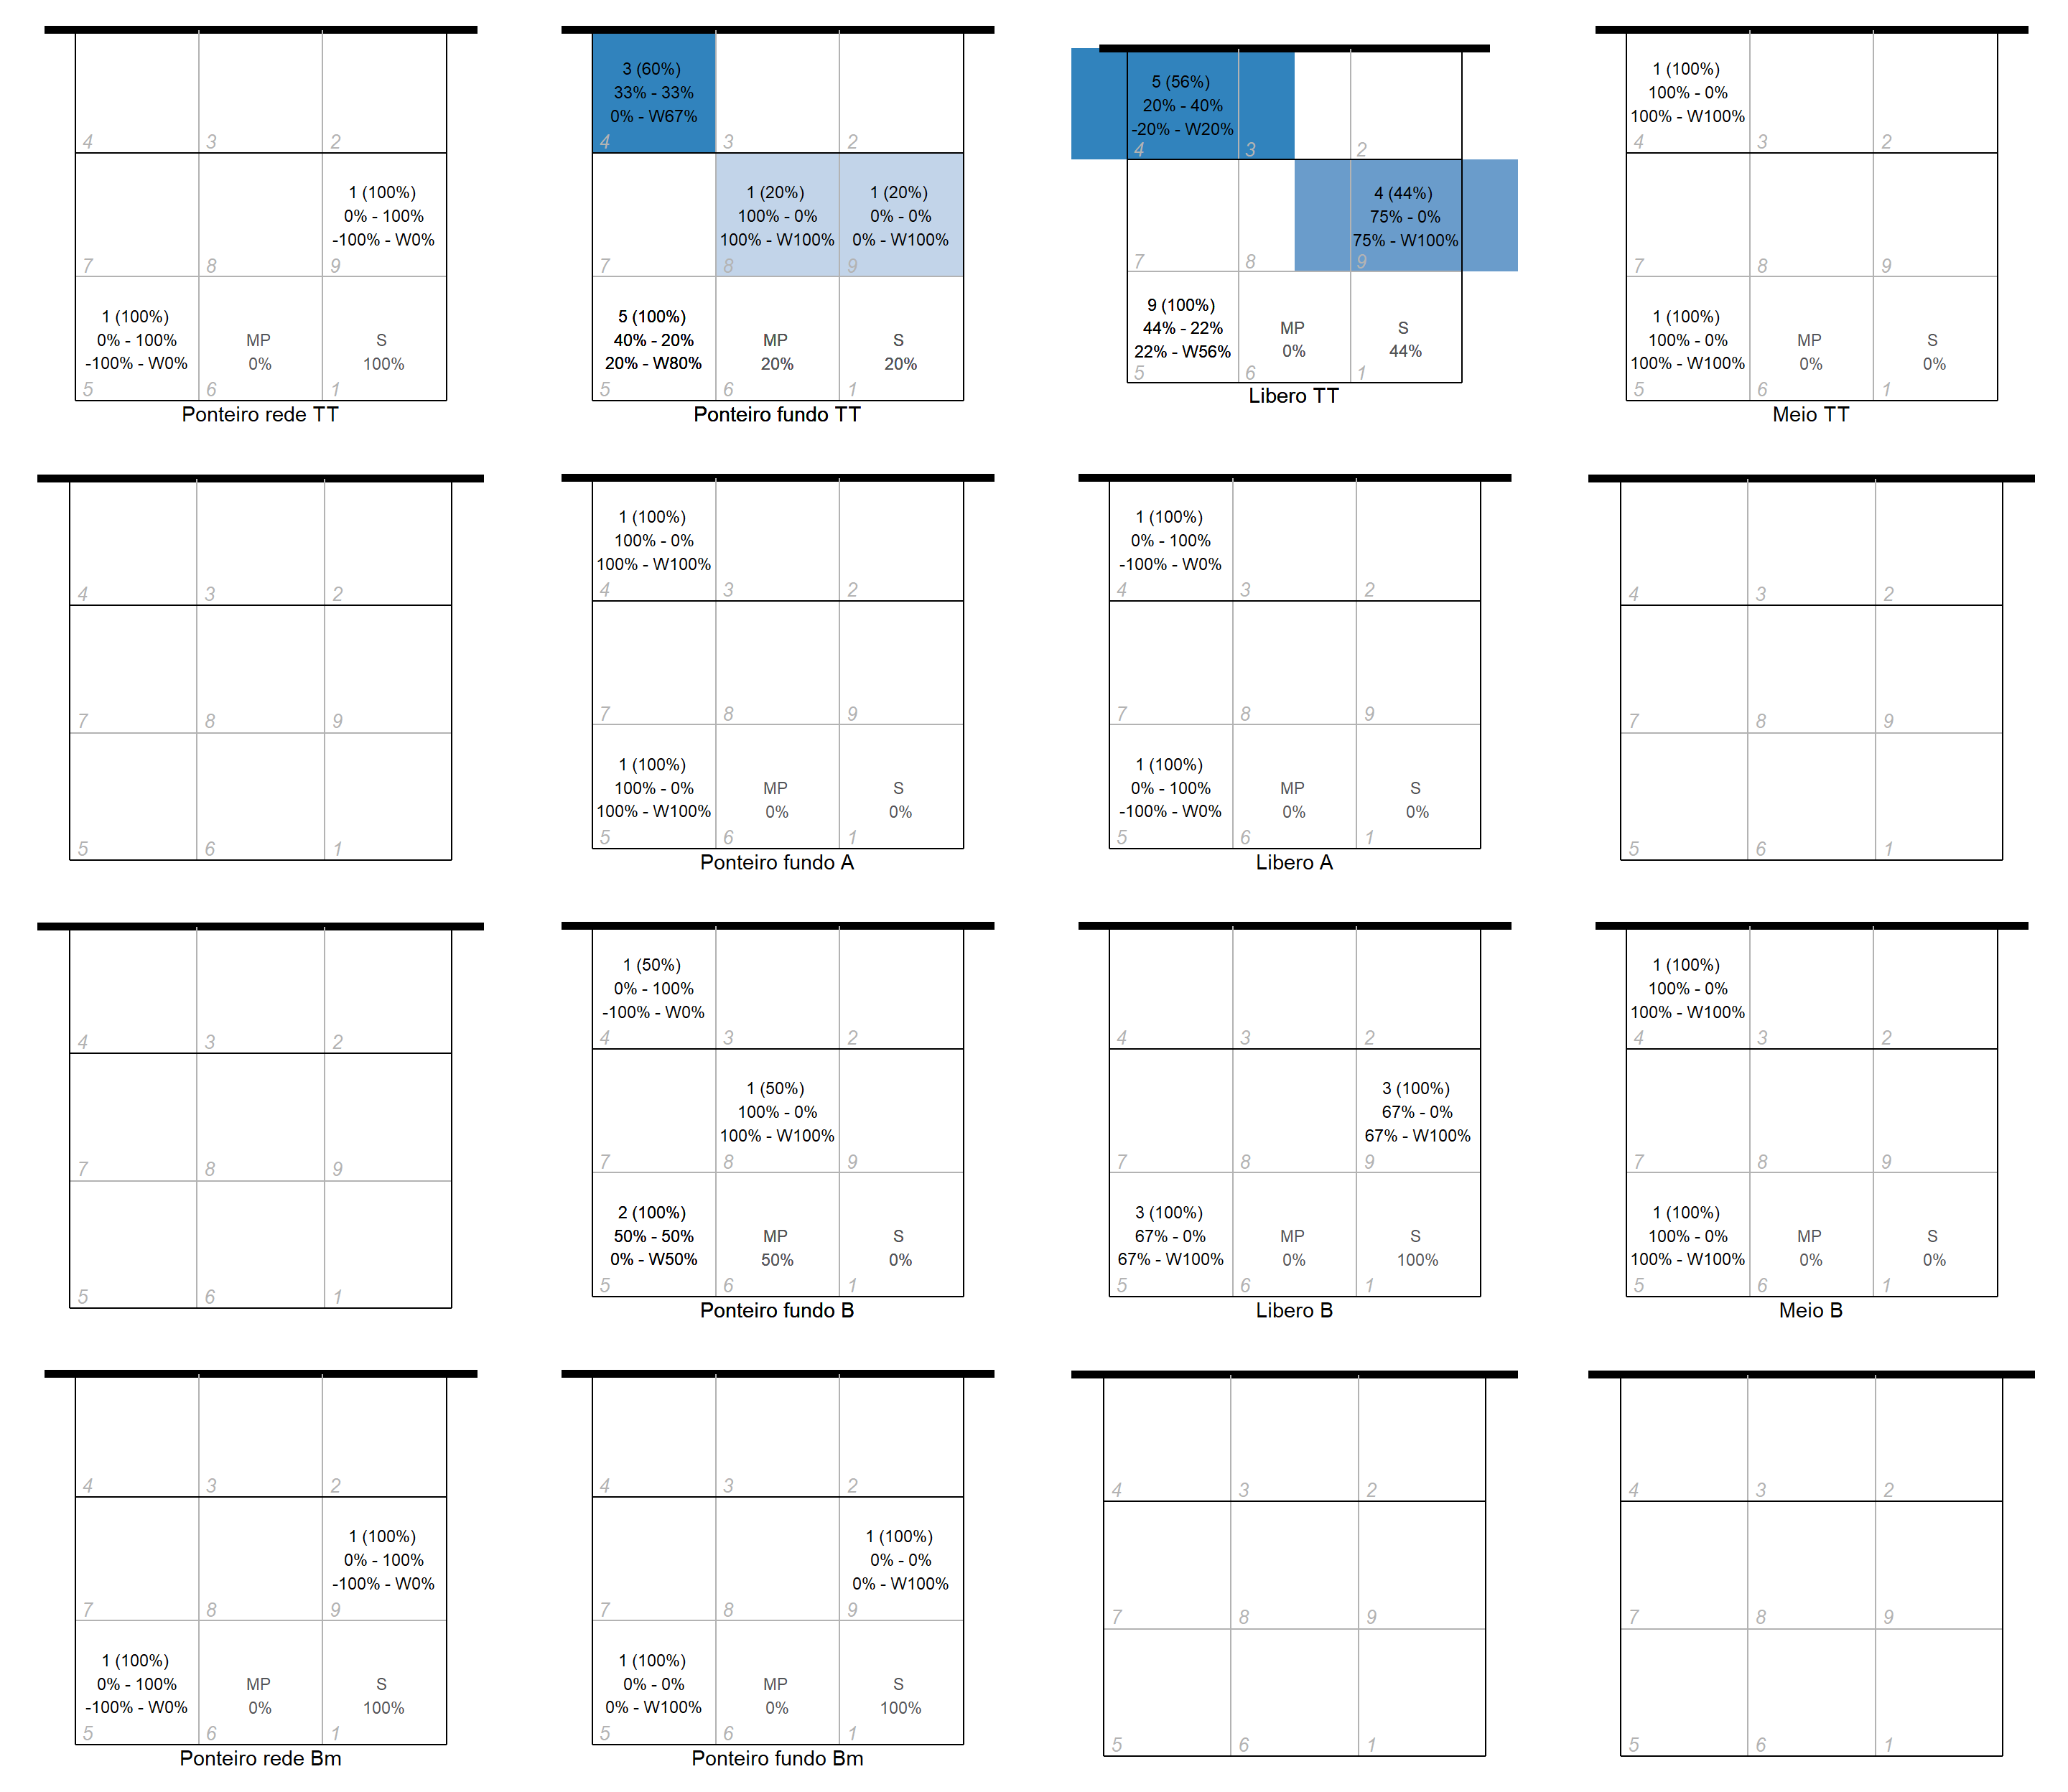 3 (60%)
33% - 33%
0% - W67%
5 (56%)
20% - 40%
-20% - W20%
1 (100%)
100% - 0%
100% - W100%
4 3 2
4 3 2
4 3 2
4 3 2
1 (100%)
0% - 100%
-100% - W0%
1 (20%)
100% - 0%
100% - W100%
1 (20%)
0% - 0%
0% - W100%
4 (44%)
75% - 0%
75% - W100%
7 8 9
7 8 9
7 8 9
7 8 9
1 (100%)
0% - 100%
-100% - W0%
MP
0%
S
100%
5 6
5 (100%)
40% - 20%
20% - W80%
MP
20%
S
20%
5 6 1
9 (100%)
44% - 22%
22% - W56%
MP
0%
S
44%
5 6 1
1 (100%)
100% - 0%
100% - W100%
MP
0%
S
0%
5 6 1
Ponteiro rede TT
Ponteiro fundo TT
Libero TT
Meio TT
1 (100%)
100% - 0%
100% - W100%
1 (100%)
0% - 100%
-100% - W0%
4 3 2
4 3 2
4 3 2
4 3 2
7 8 9
7 8 9
7 8 9
7 8 9
5 6 1
1 (100%)
100% - 0%
100% - W100%
MP
0%
S
0%
5 6 1
1 (100%)
0% - 100%
-100% - W0%
MP
0%
S
0%
5 6 1
5 6 1
Ponteiro fundo A
Libero A
1 (50%)
0% - 100%
-100% - W0%
1 (100%)
100% - 0%
100% - W100%
4 3 2
4 3 2
4 3 2
4 3 2
1 (50%)
100% - 0%
100% - W100%
3 (100%)
67% - 0%
67% - W100%
7 8 9
7 8 9
7 8 9
7 8 9
5 6 1
2 (100%)
50% - 50%
0% - W50%
MP
50%
S
0%
5 6 1
3 (100%)
67% - 0%
67% - W100%
MP
0%
S
100%
5 6 1
1 (100%)
100% - 0%
100% - W100%
MP
0%
S
0%
5 6 1
Ponteiro fundo B
Libero B
Meio B
4 3 2
4 3 2
4 3 2
4 3 2
1 (100%)
0% - 100%
-100% - W0%
1 (100%)
0% - 0%
0% - W100%
7 8 9
7 8 9
7 8 9
7 8 9
1 (100%)
0% - 100%
-100% - W0%
MP
0%
S
100%
5 6
1 (100%)
0% - 0%
0% - W100%
MP
0%
S
100%
5 6 1
5 6 1
5 6 1
Ponteiro rede Bm
Ponteiro fundo Bm